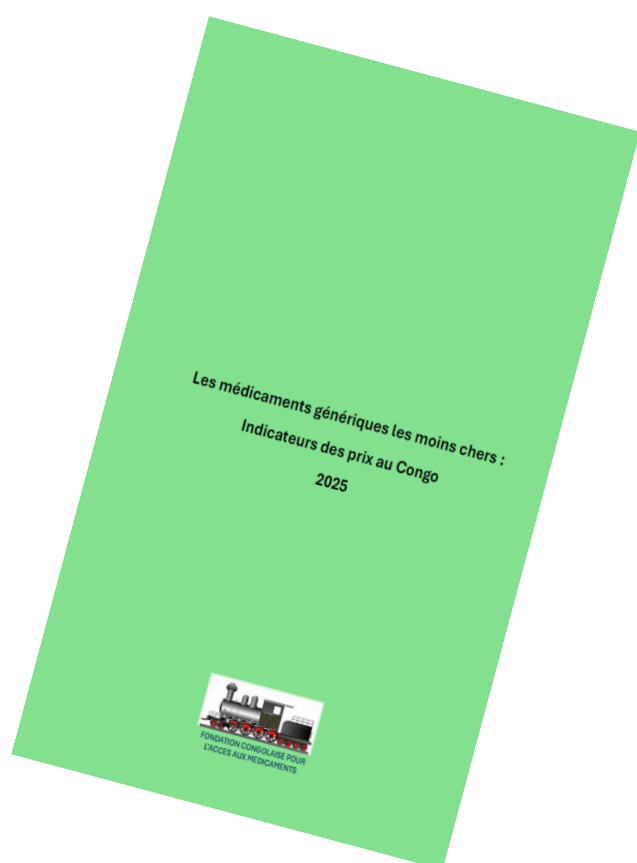 Les médicaments génériques les moins chers :
Indicateurs des prix au Congo
2025
FONDATION CONGOLAISE POUR
L'ACCES AUX MEDICAMENTS